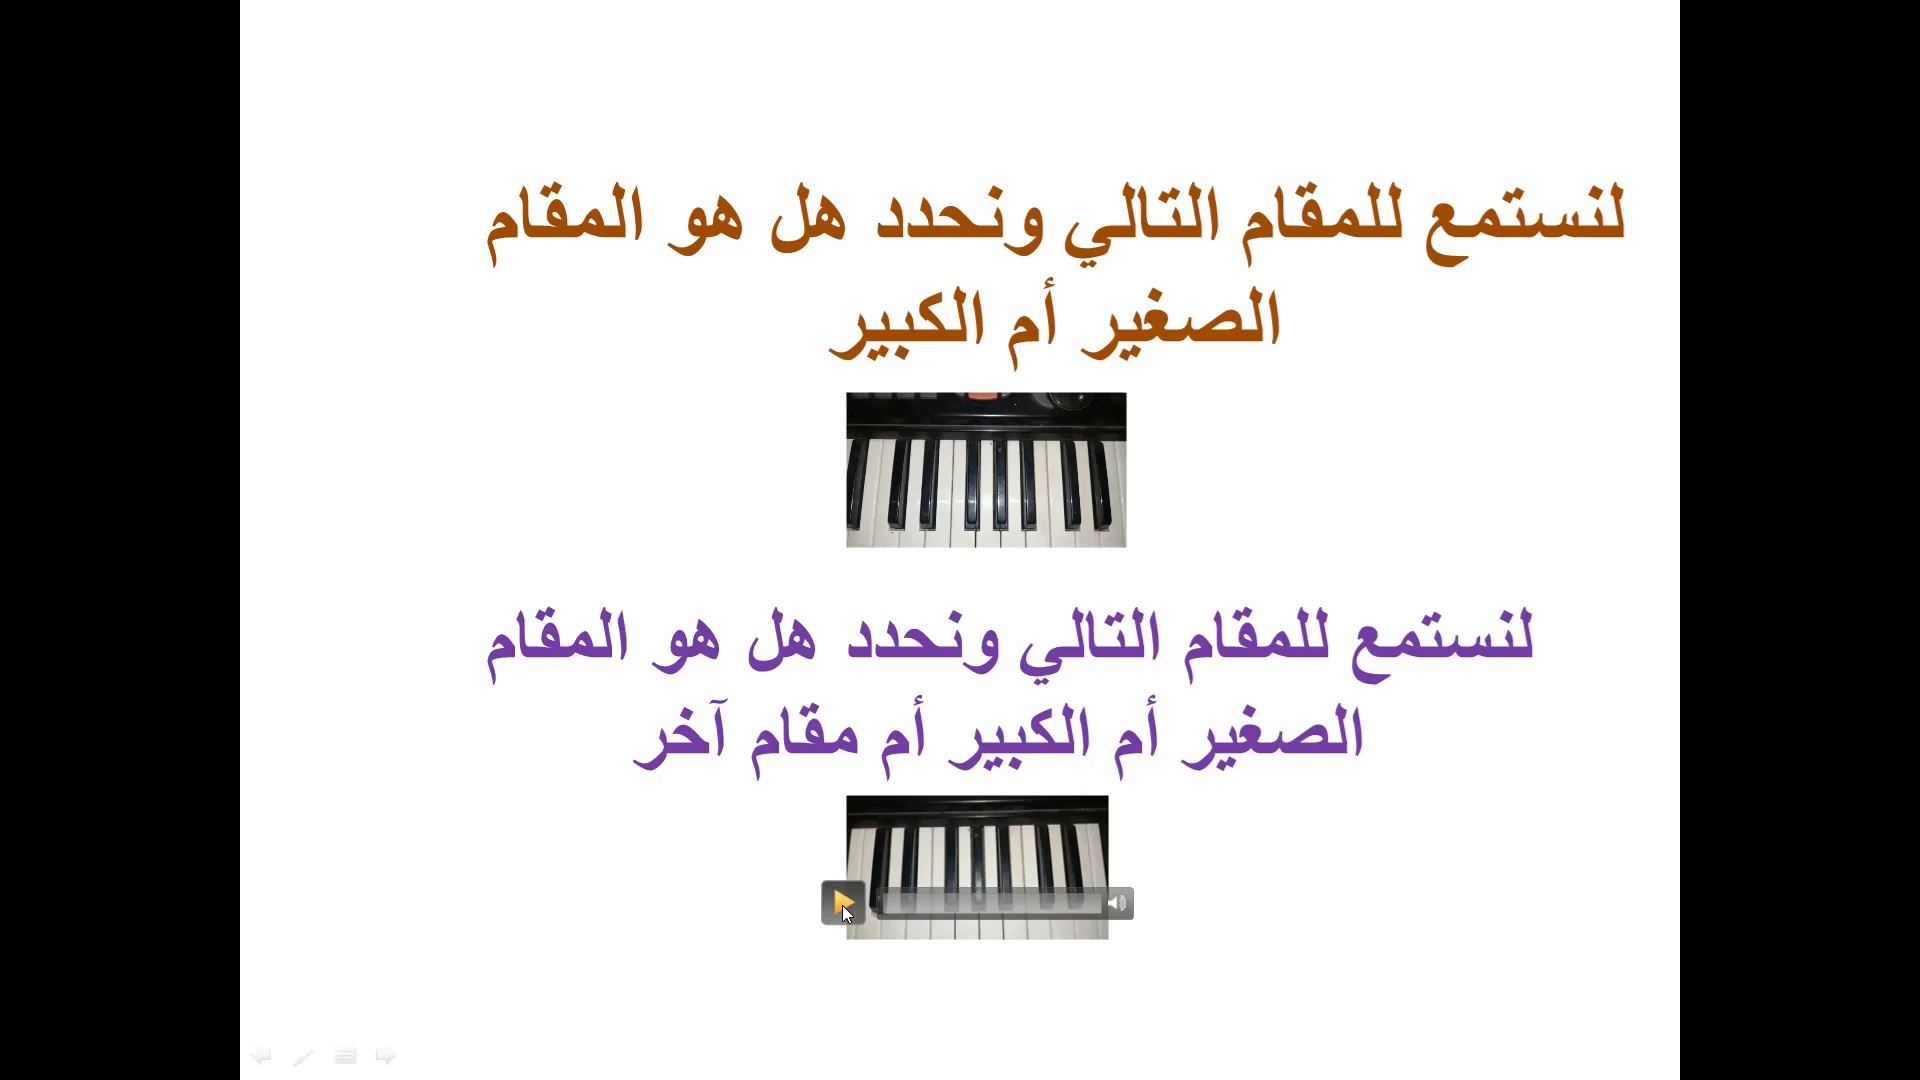 لنستمع للمقام التالي ونحدد هل هو المقام
الصغير أم الكبير
لنستمع للمقام التالي ونحدد هل هو المقام
الصغير أم الكبير أم مقام آخر